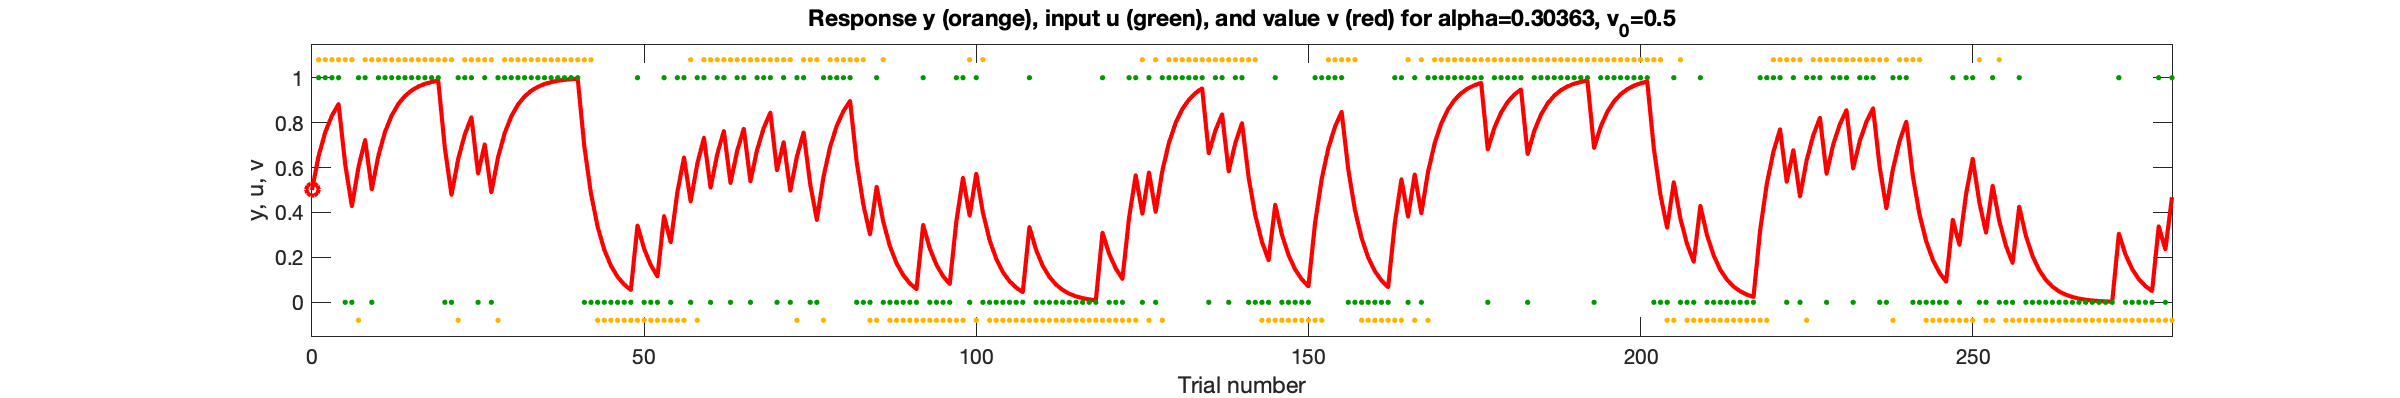 Response y (orange), input u (green), and value v (red) for alpha=0.30363, v_0=0.5
y, u, v
1
0.8
0.6
0.4
0.2
0
0 50 100 150 200 250
Trial number